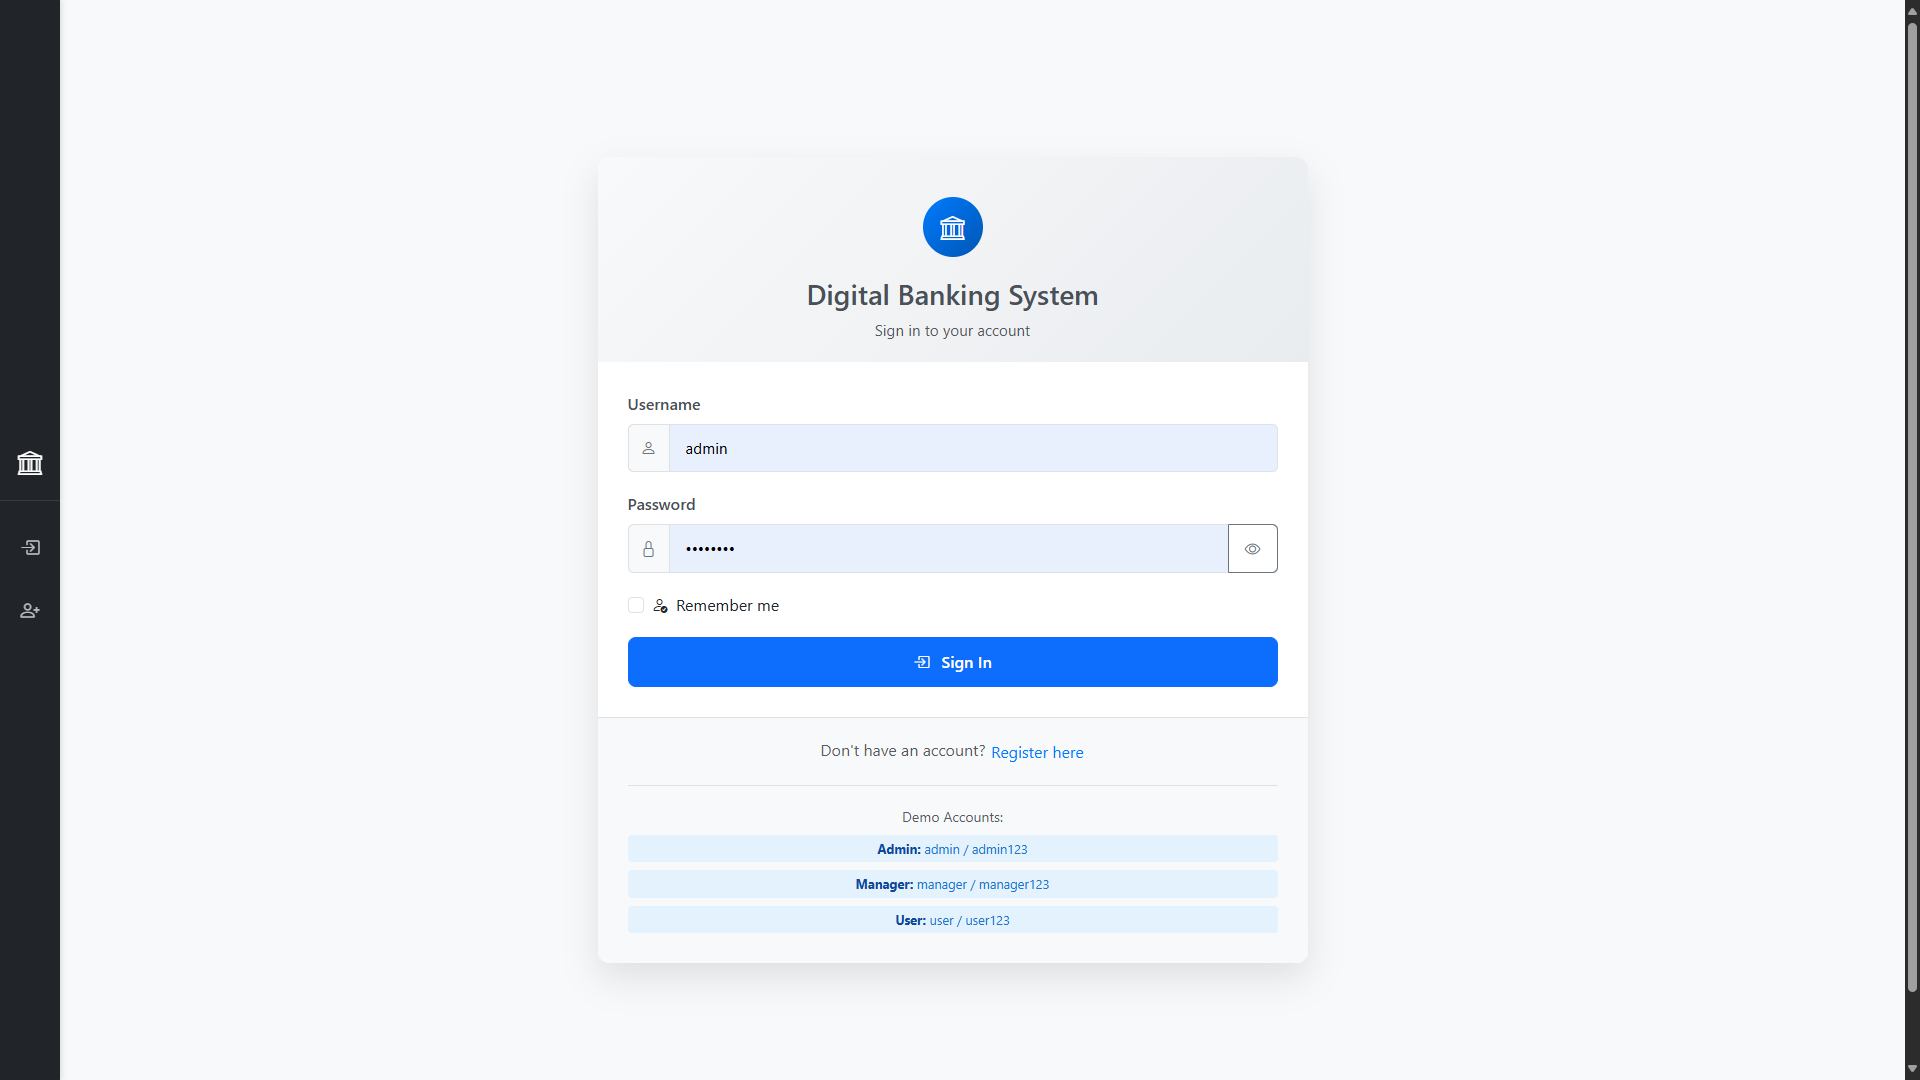 Digital Banking System
Sign in to your account
Username
admin
Password
••••••••
Remember me
Sign In
Don't have an account? Register here
Demo Accounts:
Admin: admin / admin123
Manager: manager / manager123
User: user / user123